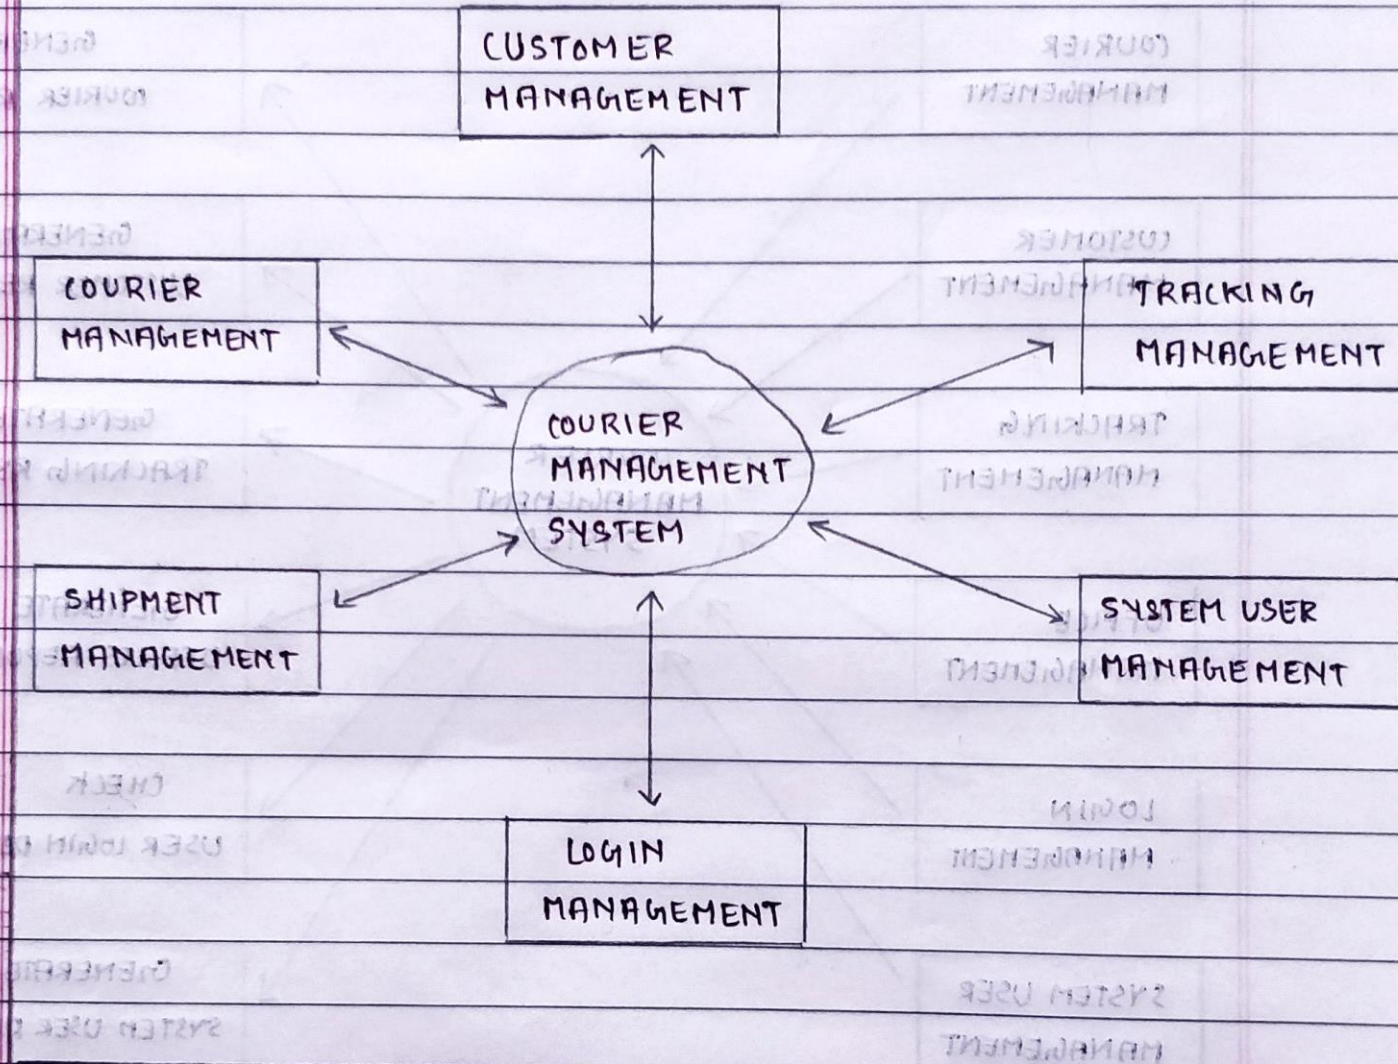 CUSTOMER
MANAGEMENT
COURIER
MANAGEMENT
TRACKING
MANAGEMENT
COURIER
MANAGEMENT
SYSTEM
SHIPMENT
MANAGEMENT
SYSTEM USER
MANAGEMENT
LOGIN
MANAGEMENT